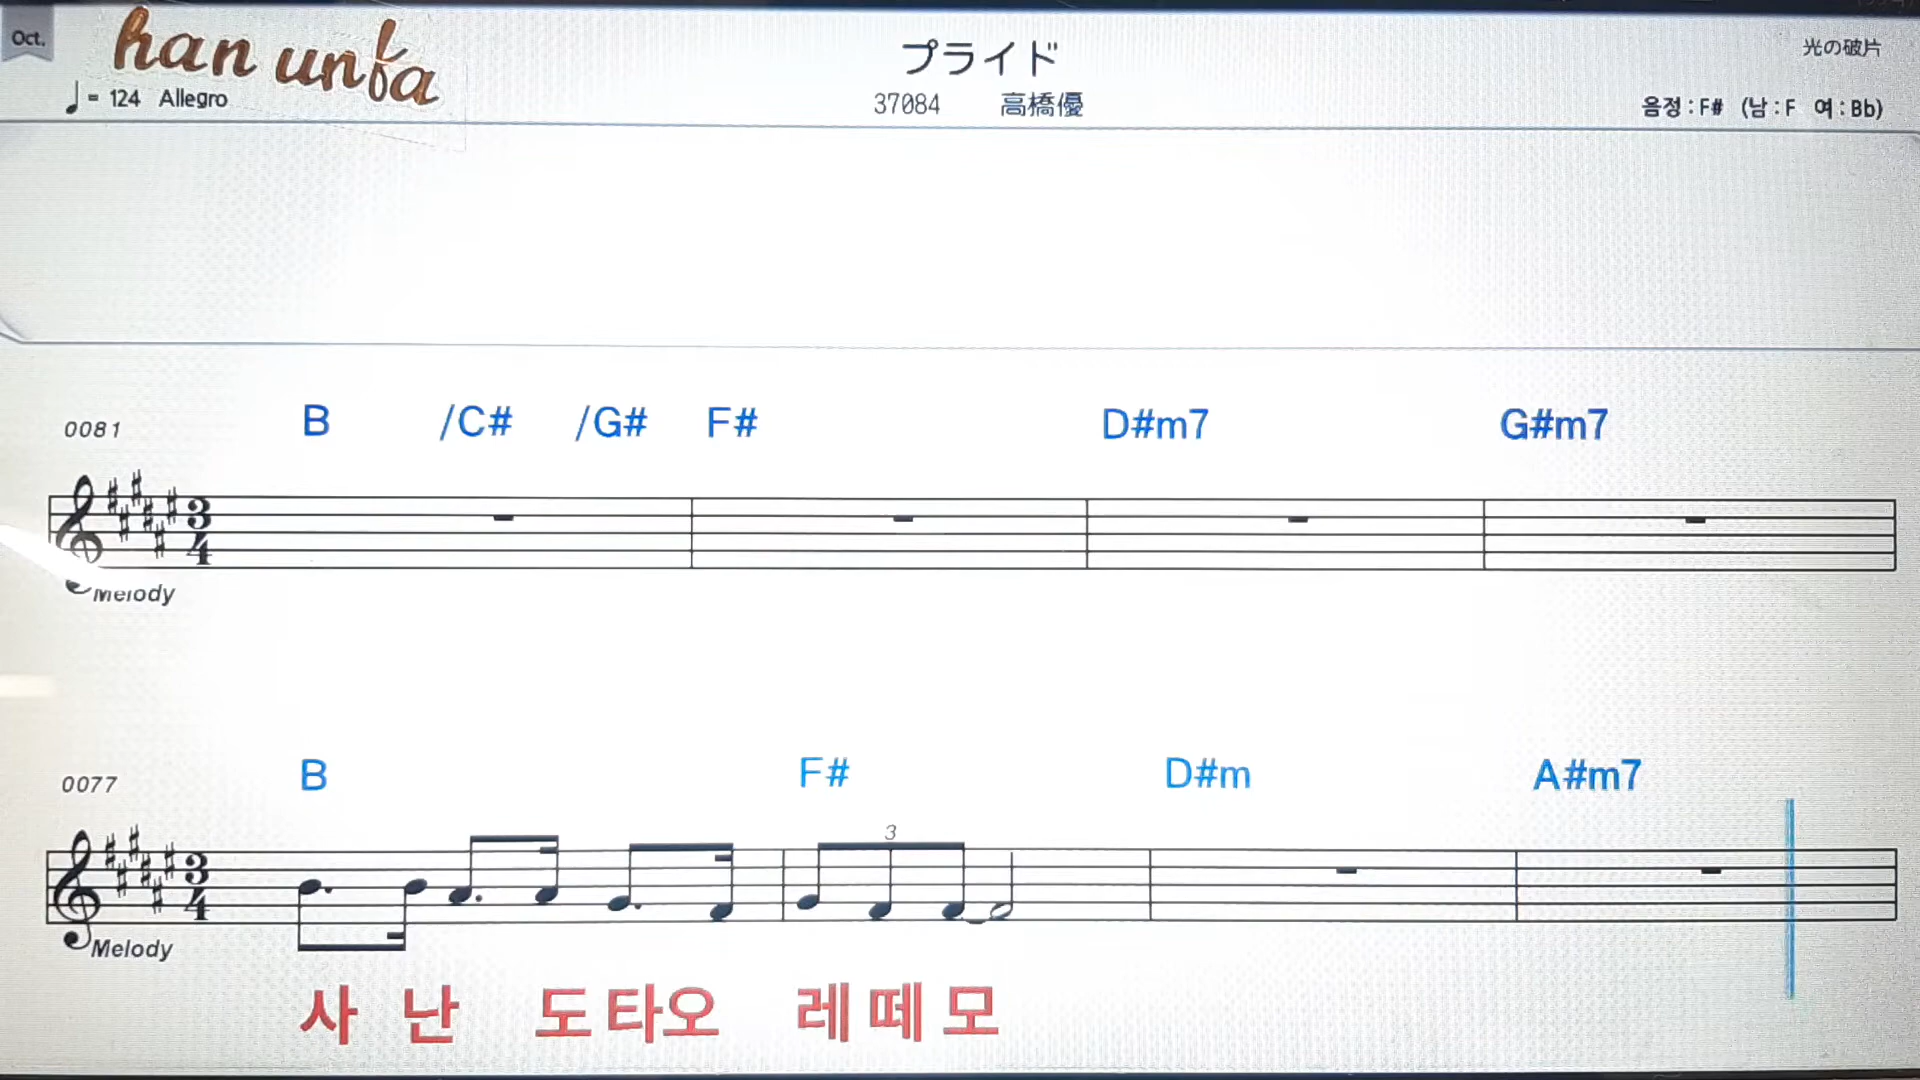 Oct.
han unfa
プライド
光の破片
♩= 124 Allegro
37084 高橋優
음정 : F# (남 : F 여 : Bb)
0081 B /C# /G# F# D#m7 G#m7
3
4
Melody
0077 B F# D#m A#m7
3
3
4
Melody
사 난 도 타오 레 떼 모